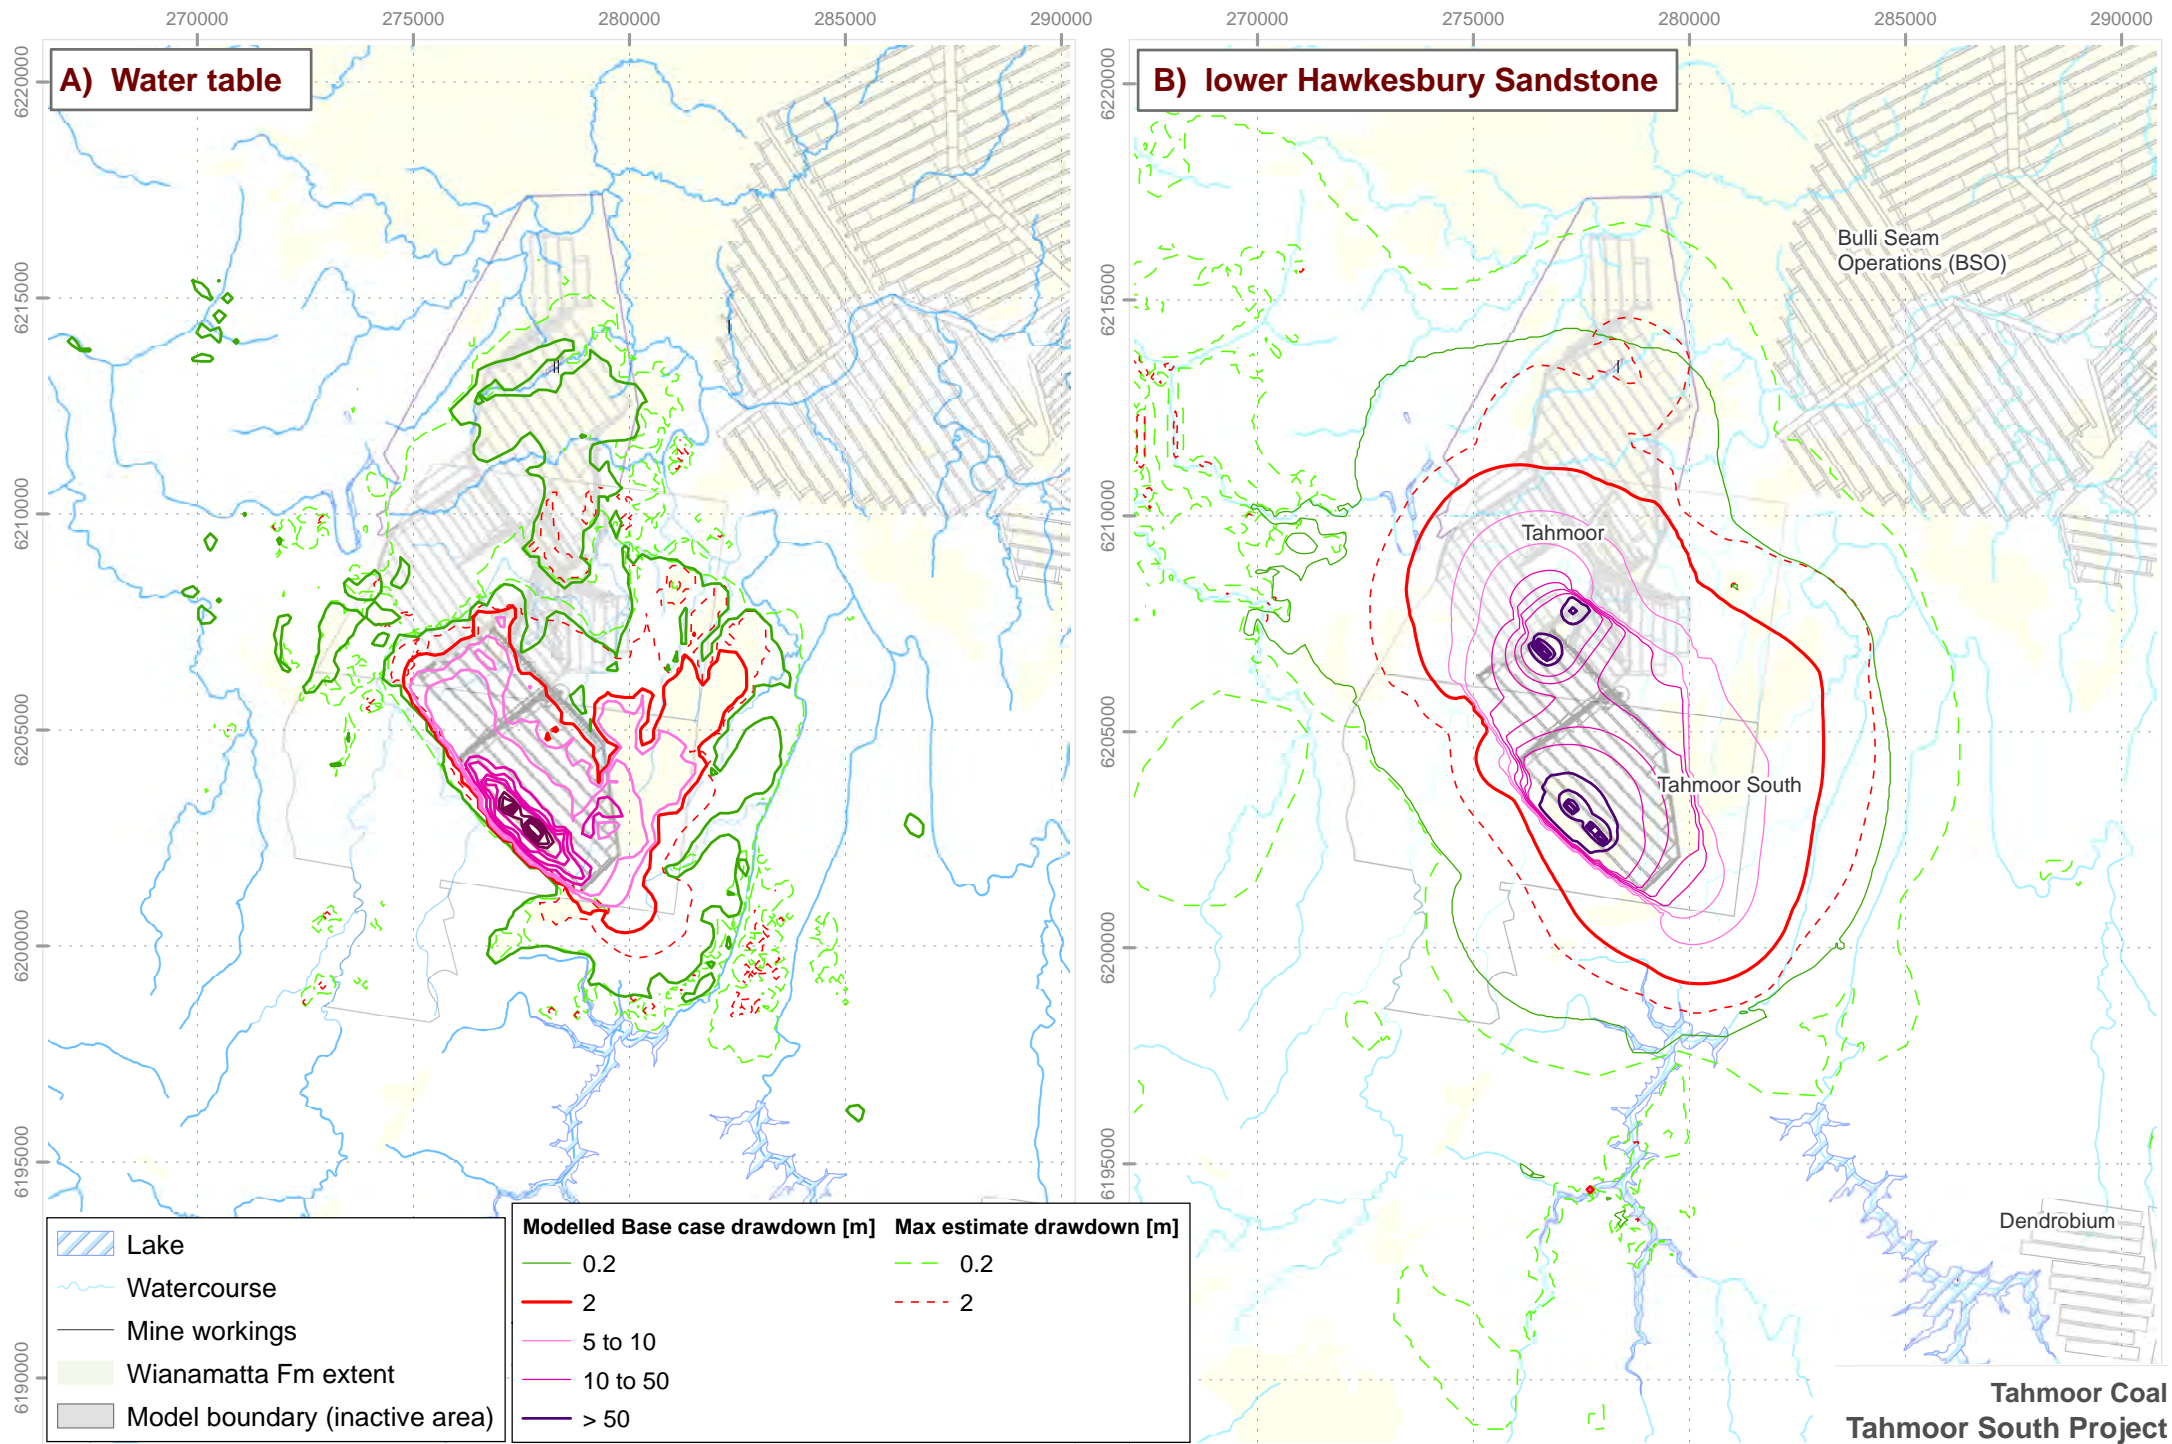 270000 275000 280000 285000 290000
270000 275000 280000 285000 290000
A) Water table
B) lower Hawkesbury Sandstone
6220000
6215000
6210000
6205000
6200000
6195000
6190000
6220000
6215000
6210000
6205000
6200000
6195000
Bulli Seam
Operations (BSO)
Tahmoor
Tahmoor South
Dendrobium
Lake
Watercourse
Mine workings
Wianamatta Fm extent
Model boundary (inactive area)
Modelled Base case drawdown [m]
0.2
2
5 to 10
10 to 50
> 50
Max estimate drawdown [m]
0.2
2
Tahmoor Coal
Tahmoor South Project